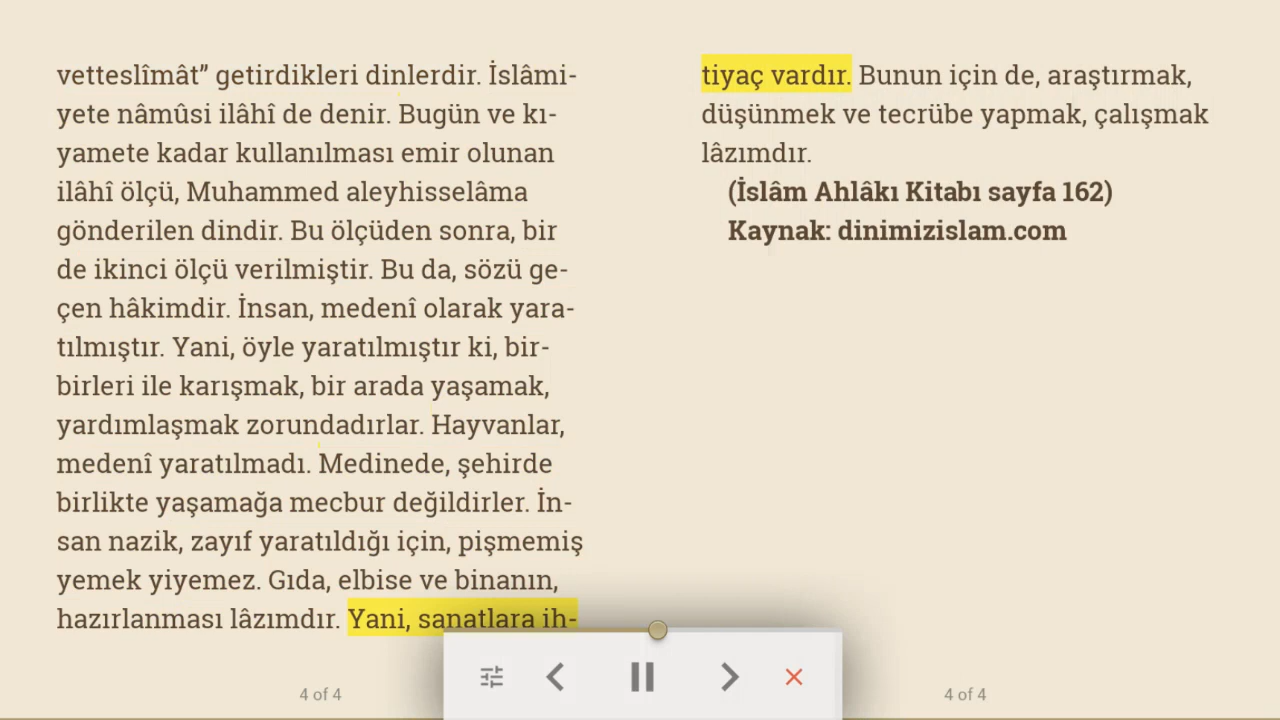 vetteslîmât” getirdikleri dinlerdir. İslâmi-
yete nâmûsi ilâhî de denir. Bugün ve kı-
yamete kadar kullanılması emir olunan
ilâhî ölçü, Muhammed aleyhisselâma
gönderilen dindir. Bu ölçüden sonra, bir
de ikinci ölçü verilmiştir. Bu da, sözü ge-
çen hâkimdir. İnsan, medenî olarak yara-
tılmıştır. Yani, öyle yaratılmıştır ki, bir-
birleri ile karışmak, bir arada yaşamak,
yardımlaşmak zorundadırlar. Hayvanlar,
medenî yaratılmadı. Medinede, şehirde
birlikte yaşamağa mecbur değildirler. İn-
san nazik, zayıf yaratıldığı için, pişmemiş
yemek yiyemez. Gıda, elbise ve binanın,
hazırlanması lâzımdır. Yani, sanatlara ih-
4 of 4
tiyaç vardır. Bunun için de, araştırmak,
düşünmek ve tecrübe yapmak, çalışmak
lâzımdır.
(İslâm Ahlâkı Kitabı sayfa 162)
Kaynak: dinimizislam.com
4 of 4